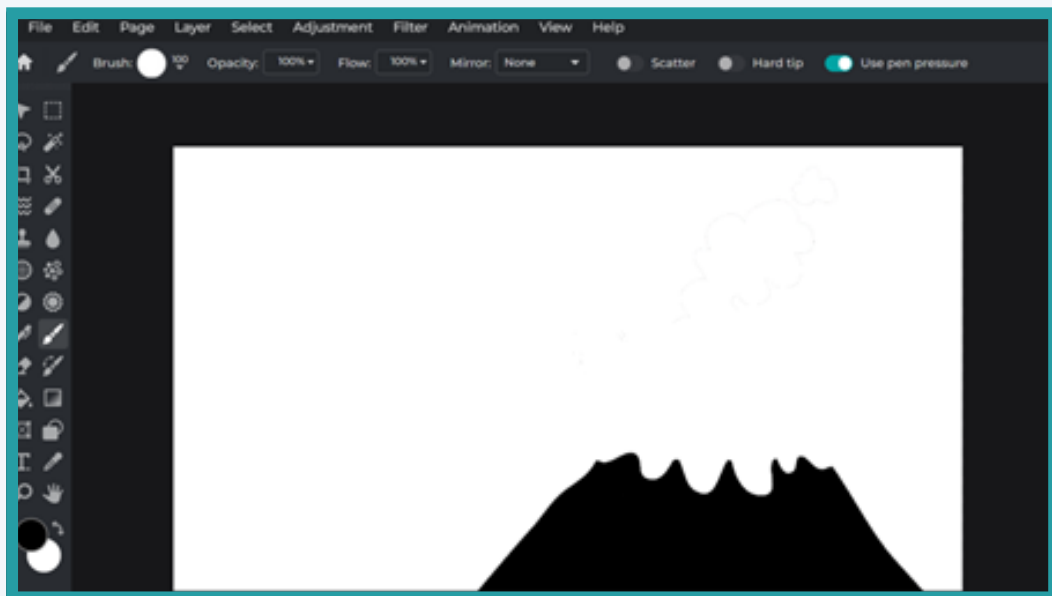 File Edit Page Layer Select Adjustment Filter Animation View Help
Brush: 100 Opacity: 100% Flow: 100% Mirror: None Scatter Hard tip Use pen pressure